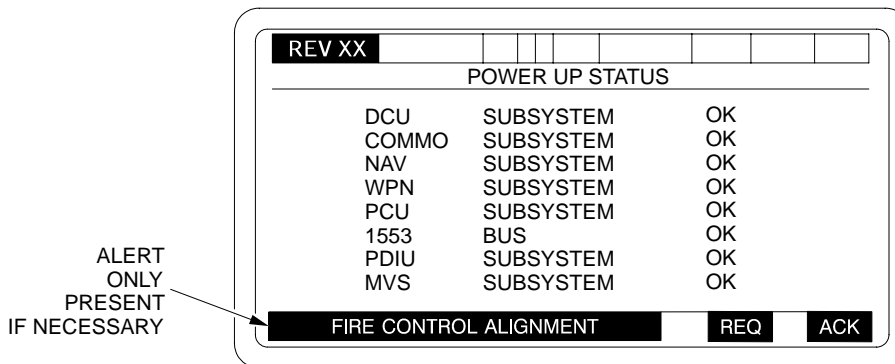 REV XX
POWER UP STATUS
DCU SUBSYSTEM OK
COMMO SUBSYSTEM OK
NAV SUBSYSTEM OK
WPN SUBSYSTEM OK
PCU SUBSYSTEM OK
1553 BUS OK
PDIU SUBSYSTEM OK
MVS SUBSYSTEM OK
ALERT
ONLY
PRESENT
IF NECESSARY
FIRE CONTROL ALIGNMENT REQ ACK